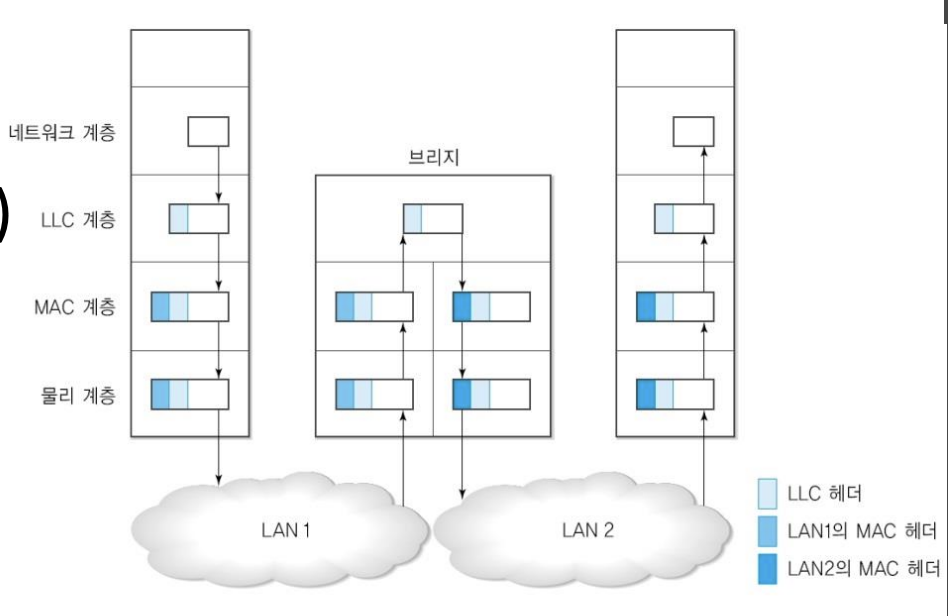 네트워크 계층
브리지
)
LLC 계층
MAC 계층
물리 계층
LAN 1
LAN 2
LLC 헤더
LAN1의 MAC 헤더
LAN2의 MAC 헤더